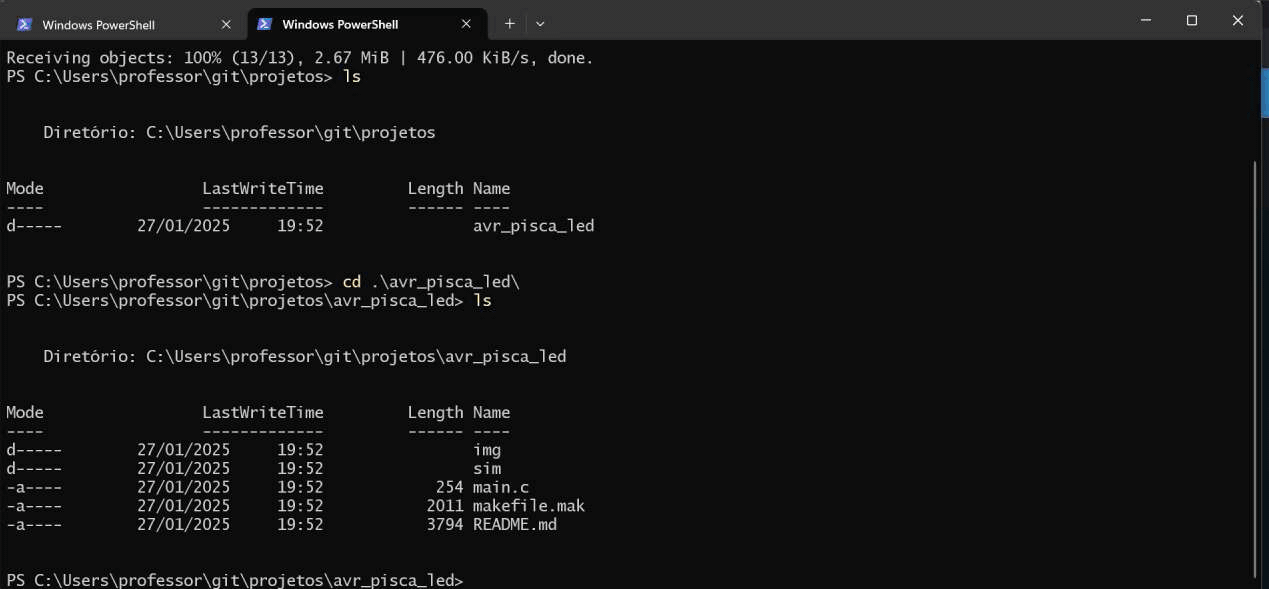 Windows PowerShell
Windows PowerShell
Receiving objects: 100% (13/13), 2.67 MiB | 476.00 KiB/s, done.
PS C:\Users\professor\git\projetos> ls
Diretório: C:\Users\professor\git\projetos
Mode                 LastWriteTime         Length Name
----                 -------------         ------ ----
d-----        27/01/2025     19:52                avr_pisca_led
PS C:\Users\professor\git\projetos> cd .\avr_pisca_led\
PS C:\Users\professor\git\projetos\avr_pisca_led> ls
Diretório: C:\Users\professor\git\projetos\avr_pisca_led
Mode                 LastWriteTime         Length Name
----                 -------------         ------ ----
d-----        27/01/2025     19:52                img
d-----        27/01/2025     19:52                sim
-a----        27/01/2025     19:52            254 main.c
-a----        27/01/2025     19:52           2011 makefile.mak
-a----        27/01/2025     19:52           3794 README.md
PS C:\Users\professor\git\projetos\avr_pisca_led>